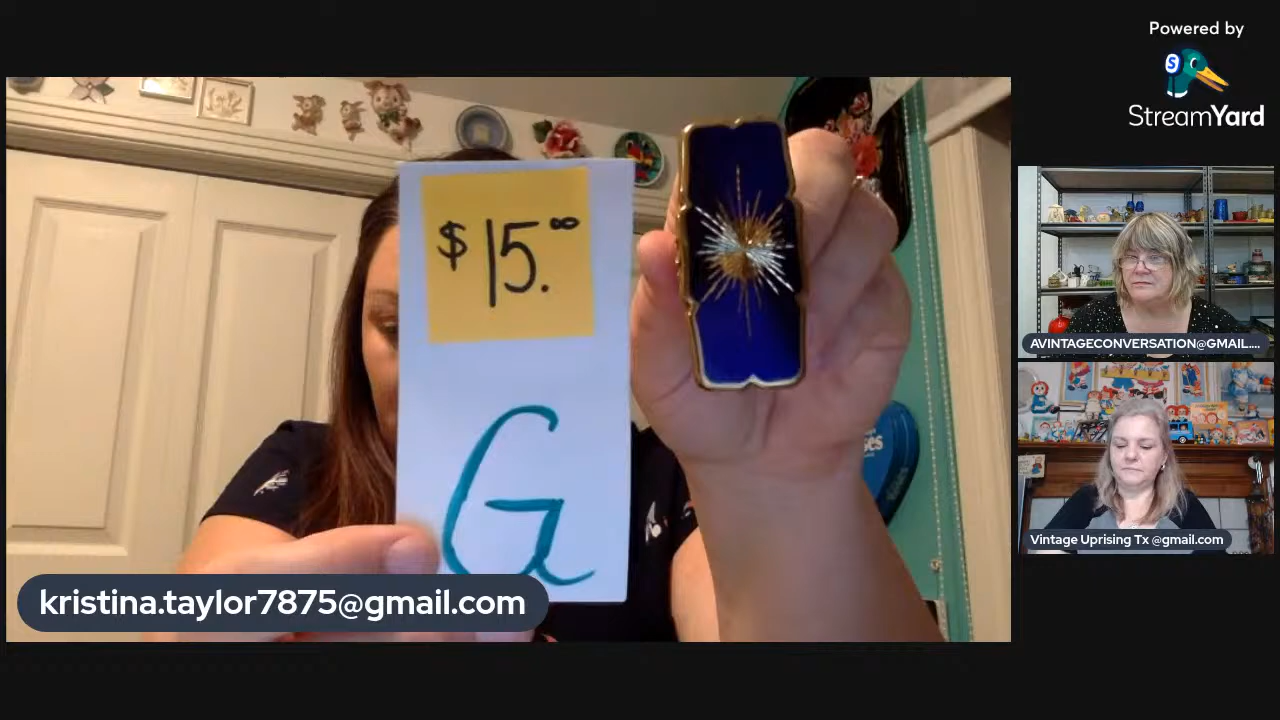 Powered by
StreamYard
$15.00
G
kristina.taylor7875@gmail.com
AVINTAGECONVERSATION@GMAIL....
Vintage Uprising Tx @gmail.com